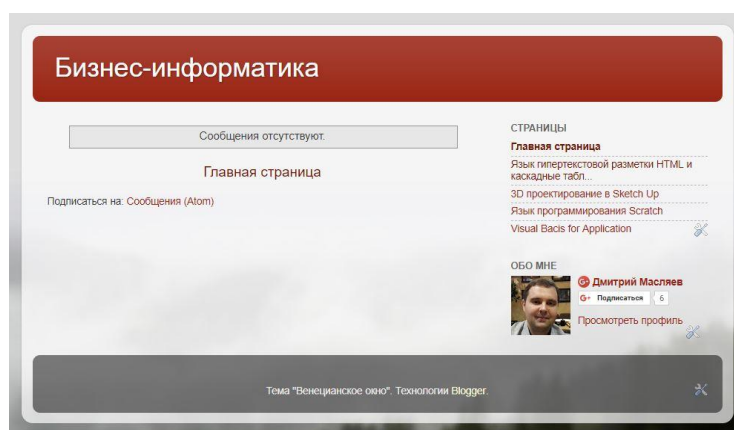 Бизнес-информатика
Сообщения отсутствуют.
Главная страница
Подписаться на: Сообщения (Atom)
СТРАНИЦЫ
Главная страница
Язык гипертекстовой разметки HTML и
каскадные табл...
3D проектирование в Sketch Up
Язык программирования Scratch
Visual Bacis for Application
ОБО МНЕ
Дмитрий Масляев
G+ Подписаться 6
Просмотреть профиль
Тема "Венецианское окно". Технологии Blogger.